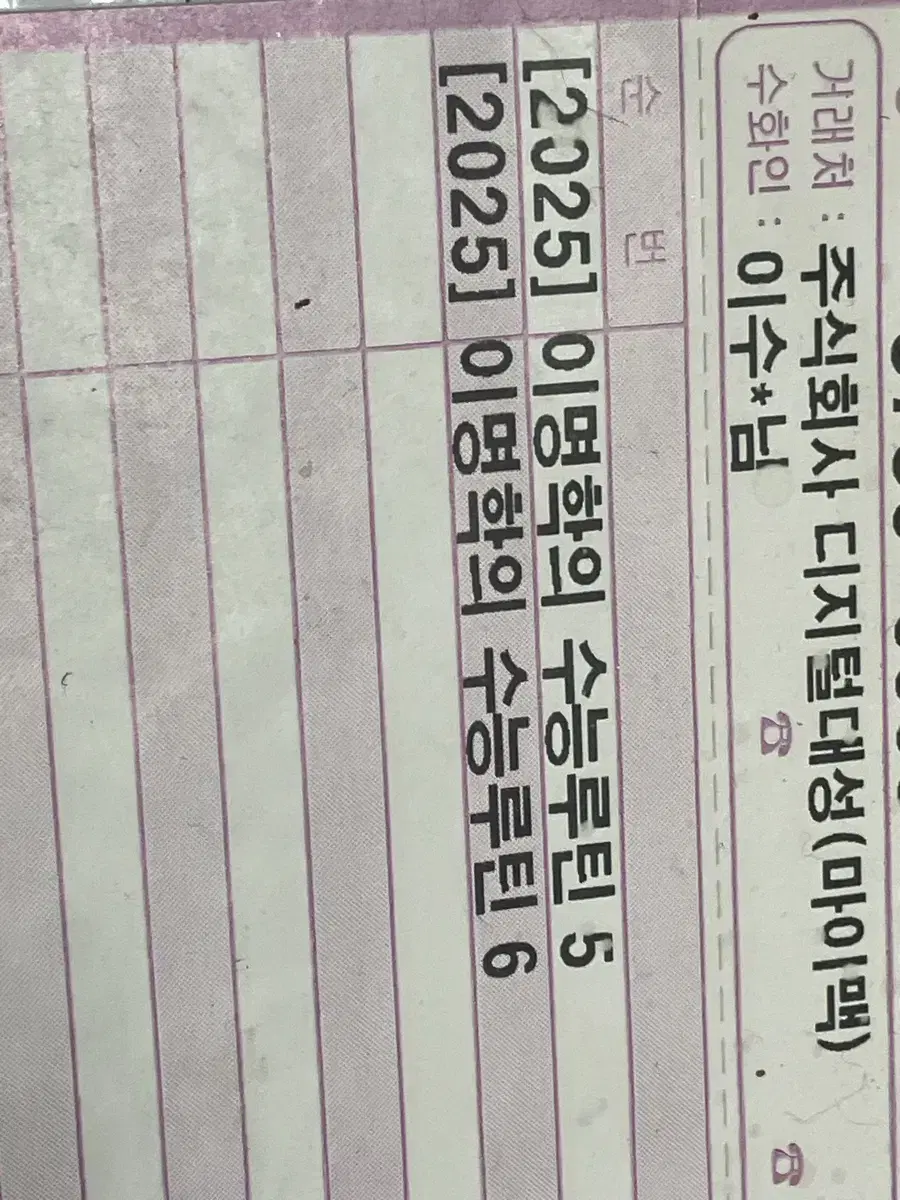 거래처 : 주식회사 디지털대성(마이맥)
수화인 : 이수*님
순 번
[2025] 이명학의 수능루틴 5
[2025] 이명학의 수능루틴 6